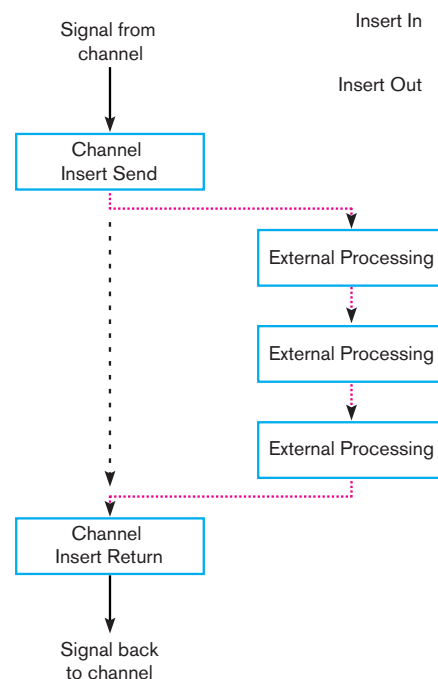 Signal from
channel
Insert In
Insert Out
Channel
Insert Send
External Processing
External Processing
External Processing
Channel
Insert Return
Signal back
to channel